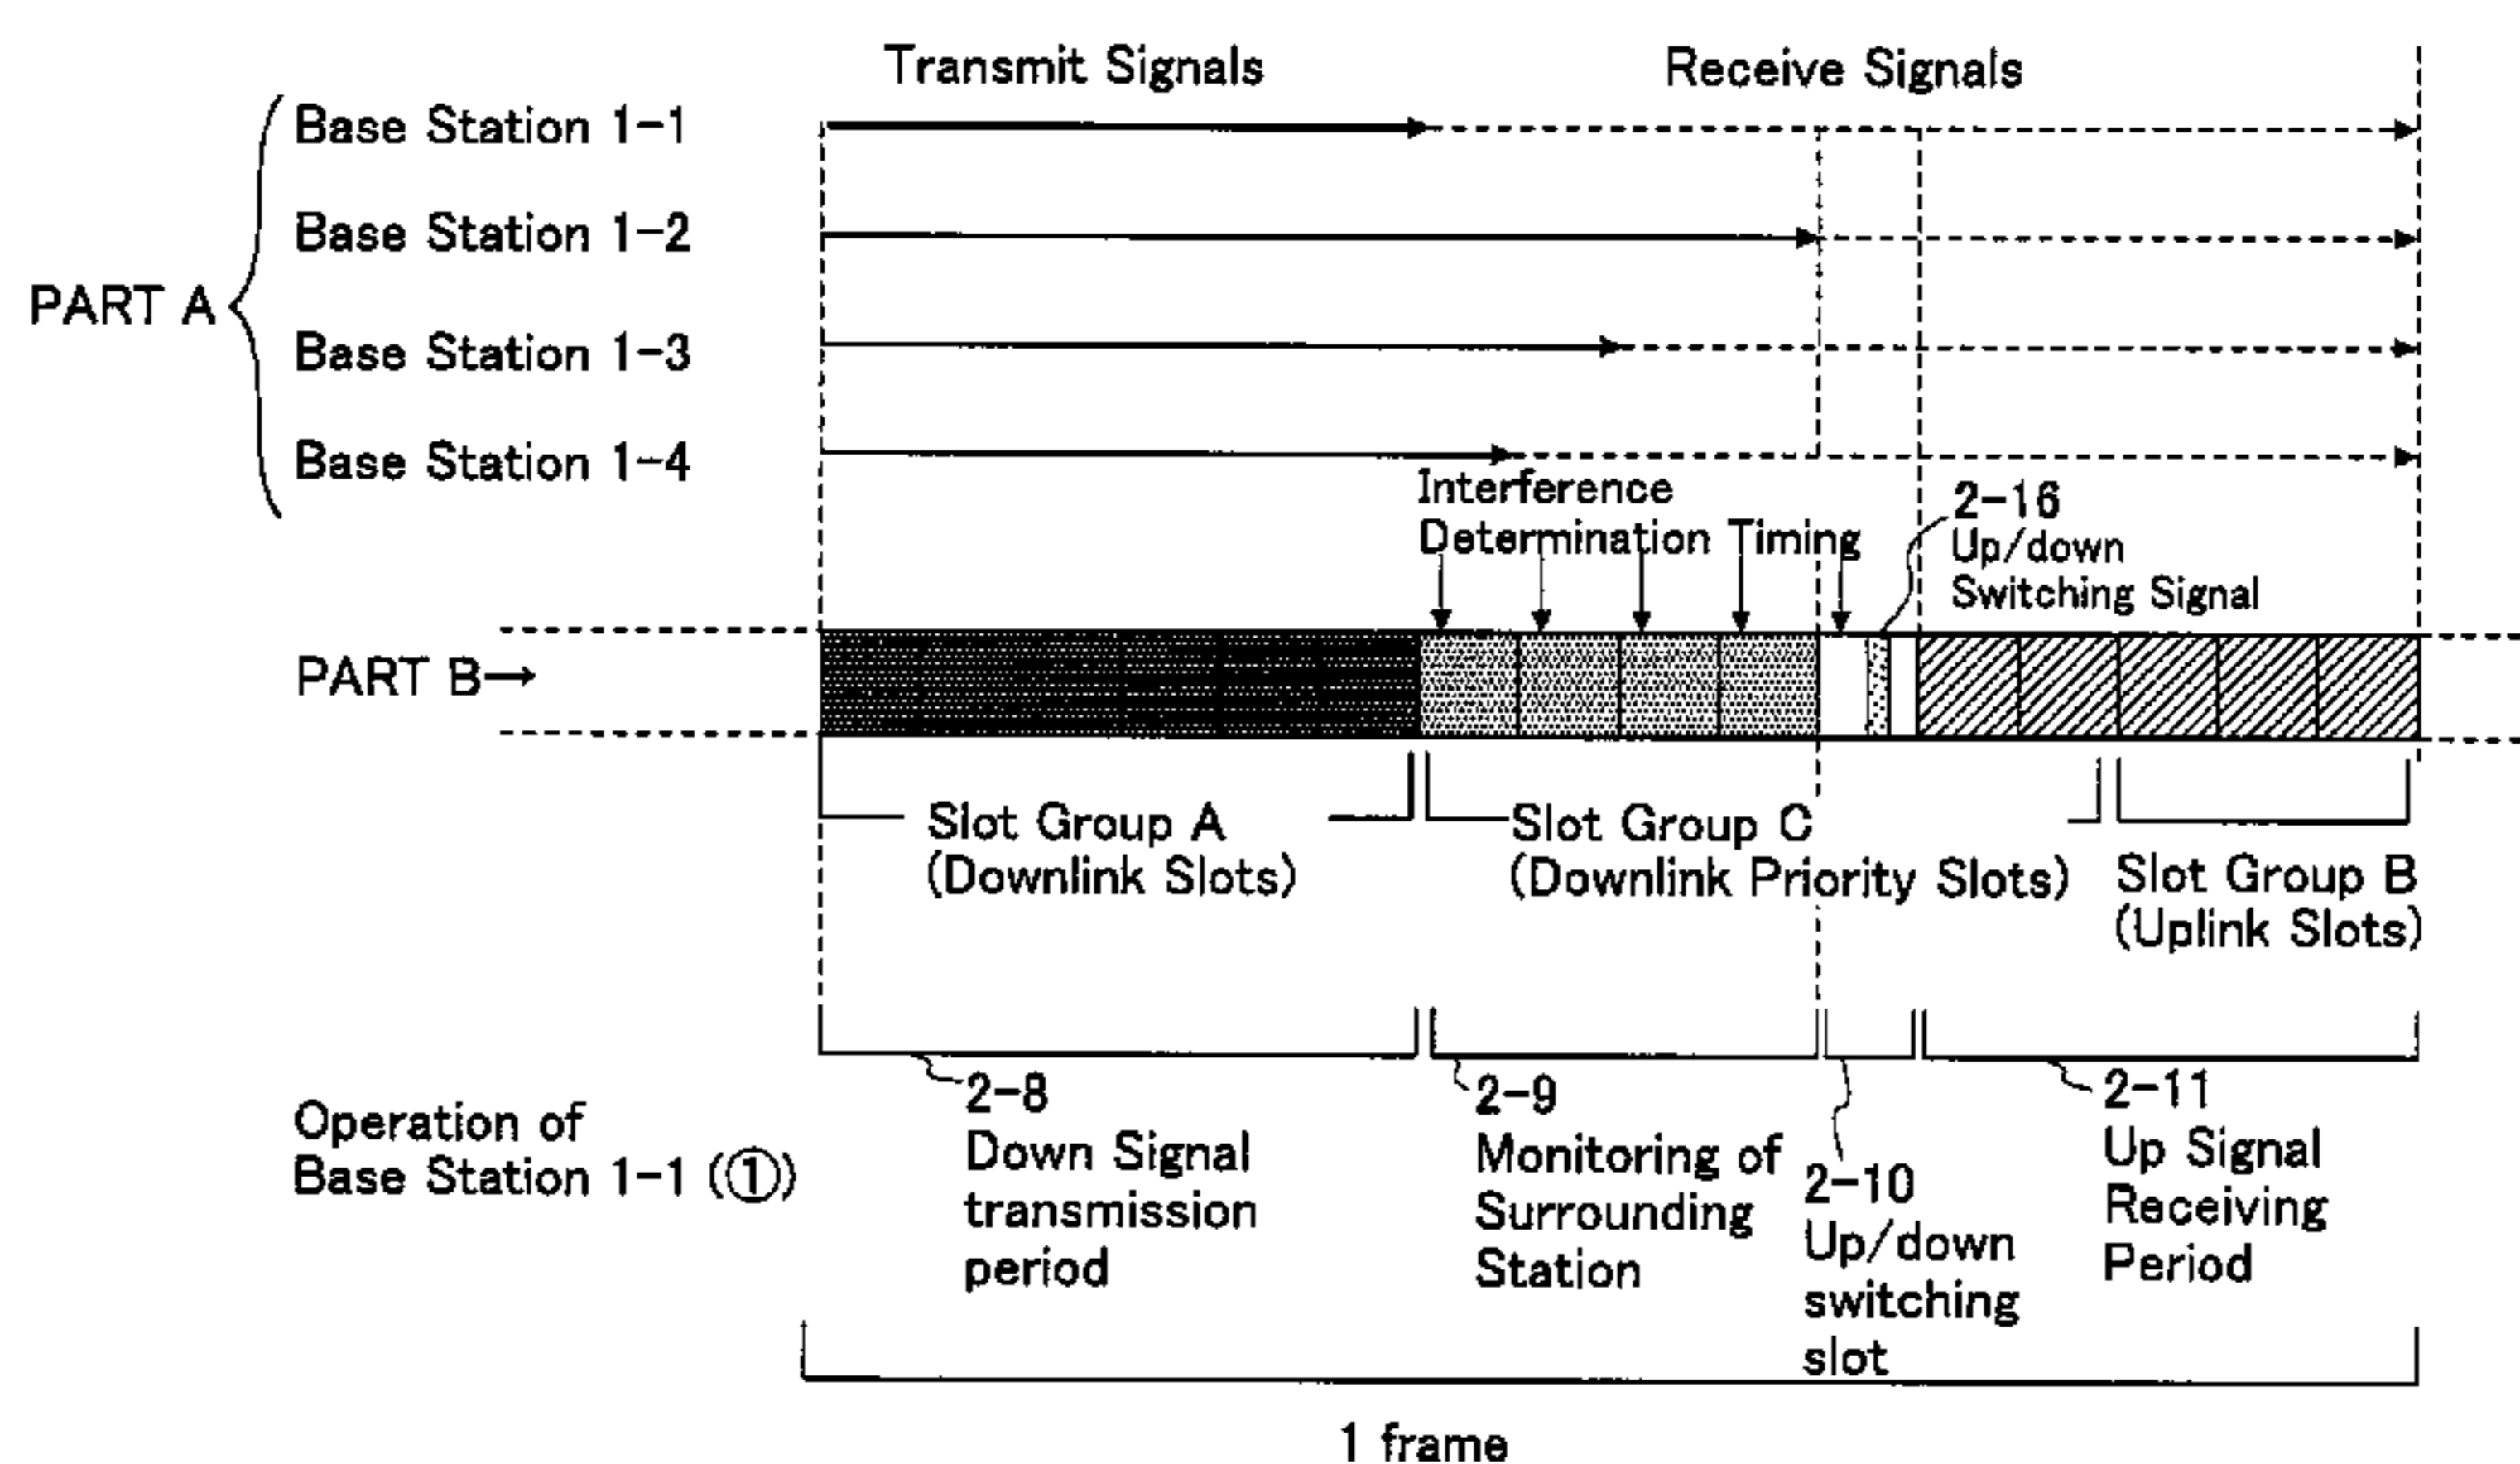 Transmit Signals
Receive Signals
PART A
Base Station 1-1
Base Station 1-2
Base Station 1-3
Base Station 1-4
Interference
Determination Timing
2-16
Up/down
Switching Signal
PART B→
Slot Group A
(Downlink Slots)
Slot Group C
(Downlink Priority Slots)
Slot Group B
(Uplink Slots)
Operation of
Base Station 1-1 (①)
2-8
Down Signal
transmission
period
2-9
Monitoring of
Surrounding
Station
2-10
Up/down
switching
slot
2-11
Up Signal
Receiving
Period
1 frame